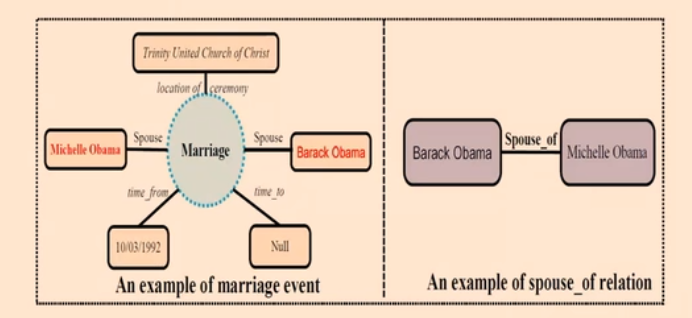 Trinity United Church of Christ
location of ceremony
Michelle Obama
Spouse
Marriage
Spouse
Barack Obama
time_from
time_to
10/03/1992
Null
An example of marriage event
Barack Obama
Spouse_of
Michelle Obama
An example of spouse_of relation